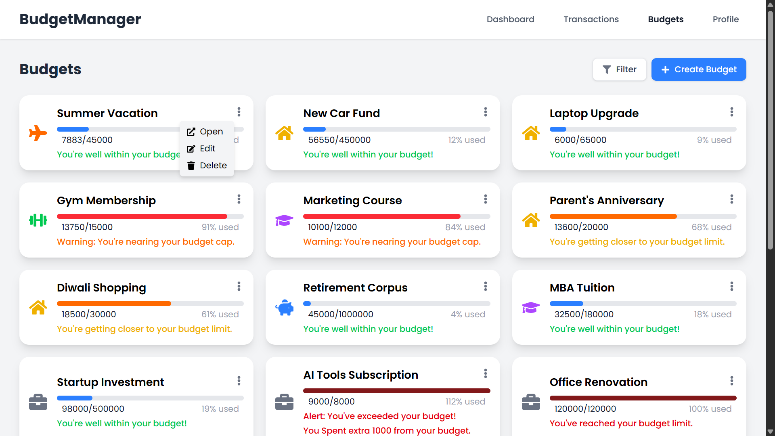 BudgetManager
Dashboard Transactions Budgets Profile
Budgets
Filter
+ Create Budget
Summer Vacation
7883/45000
You're well within your budge
Open
Edit
Delete
New Car Fund
56550/450000 12% used
You're well within your budget!
Laptop Upgrade
6000/65000 9% used
You're well within your budget!
Gym Membership
13750/15000 91% used
Warning: You're nearing your budget cap.
Marketing Course
10100/12000 84% used
Warning: You're nearing your budget cap.
Parent's Anniversary
13600/20000 68% used
You're getting closer to your budget limit.
Diwali Shopping
18500/30000 61% used
You're getting closer to your budget limit.
Retirement Corpus
45000/1000000 4% used
You're well within your budget!
MBA Tuition
32500/180000 18% used
You're well within your budget!
Startup Investment
98000/500000 19% used
You're well within your budget!
AI Tools Subscription
9000/8000 112% used
Alert: You've exceeded your budget!
You Spent extra 1000 from your budget.
Office Renovation
120000/120000 100% used
You've reached your budget limit.